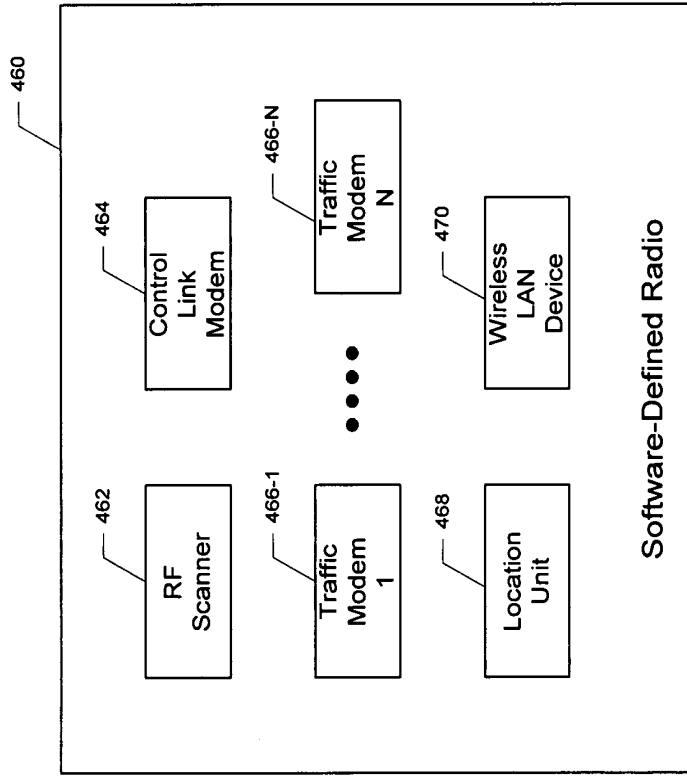 460
462
RF
Scanner
464
Control
Link
Modem
466-1
Traffic
Modem
1
466-N
Traffic
Modem
N
468
Location
Unit
470
Wireless
LAN
Device
Software-Defined Radio